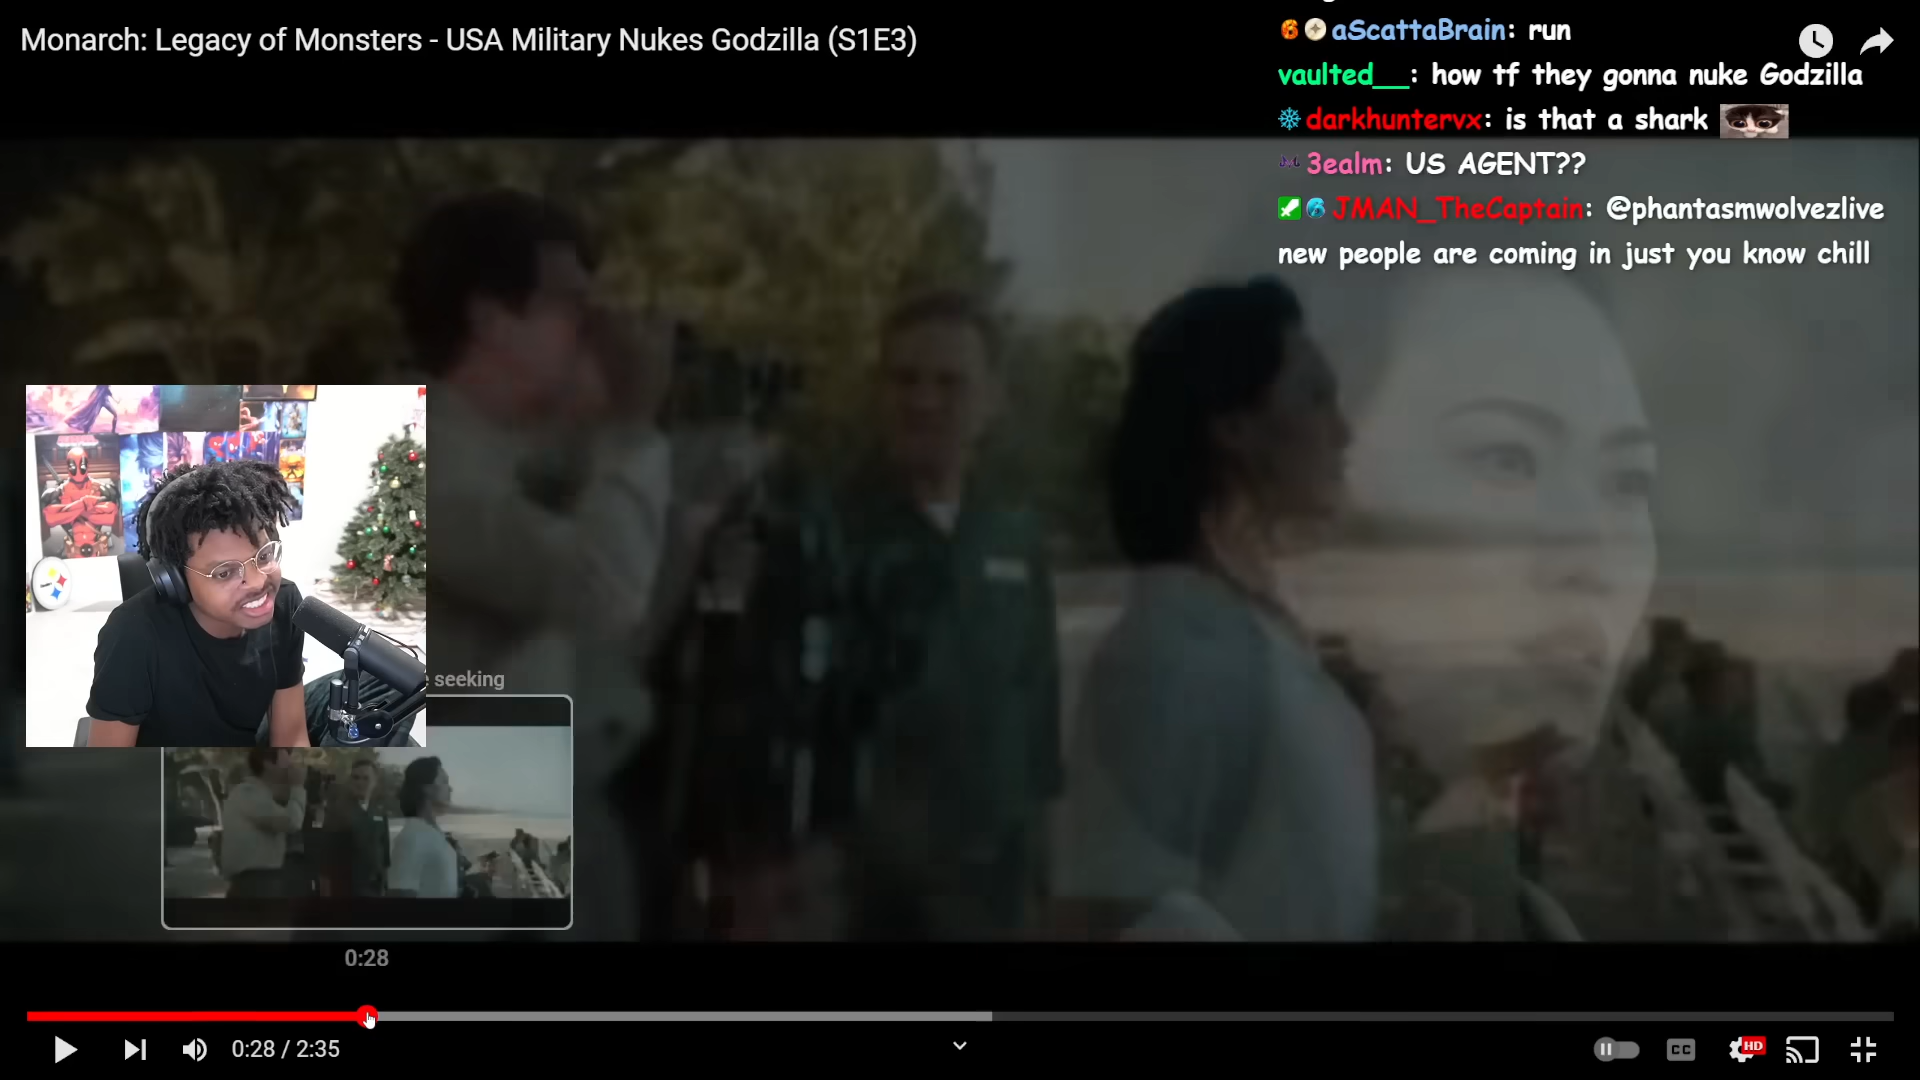 Monarch: Legacy of Monsters - USA Military Nukes Godzilla (S1E3)
aScattaBrain: run
vaulted__: how tf they gonna nuke Godzilla
darkhuntervx: is that a shark
3ealm: US AGENT??
JMAN_TheCaptain: @phantasmwolvezlive
new people are coming in just you know chill
seeking
0:28
0:28 / 2:35
CC
HD